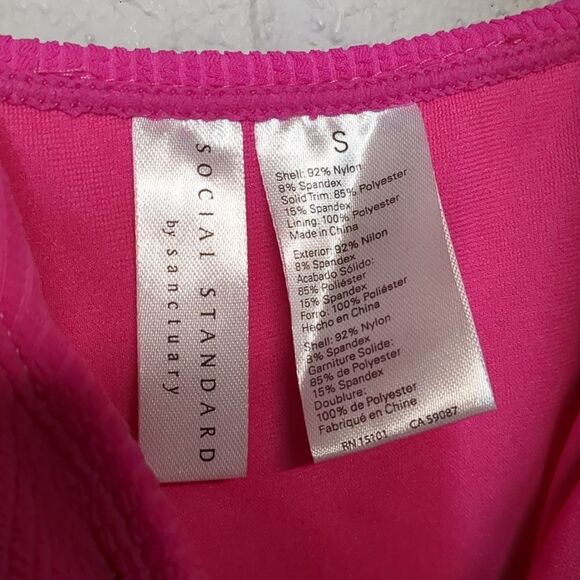 SOCIAL STANDARD
by sanctuary
S
Shell: 92% Nylon
8% Spandex
Solid Trim: 85% Polyester
15% Spandex
Lining: 100% Polyester
Made in China
Exterior: 92% Nilon
8% Spandex
Acabado Sólido:
85% Poliéster
15% Spandex
Forro: 100% Poliéster
Hecho en China
Shell: 92% Nylon
8% Spandex
Garniture Solide:
85% de Polyester
15% Spandex
Doublure:
100% de Polyester
Fabriqué en Chine
RN 15101 CA 59087